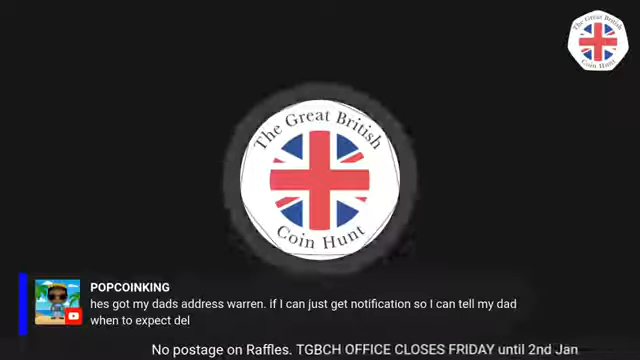 The Great British
Coin Hunt
The Great British
Coin Hunt
POPCOINKING
hes got my dads address warren. if I can just get notification so I can tell my dad
when to expect del
No postage on Raffles. TGBCH OFFICE CLOSES FRIDAY until 2nd Jan